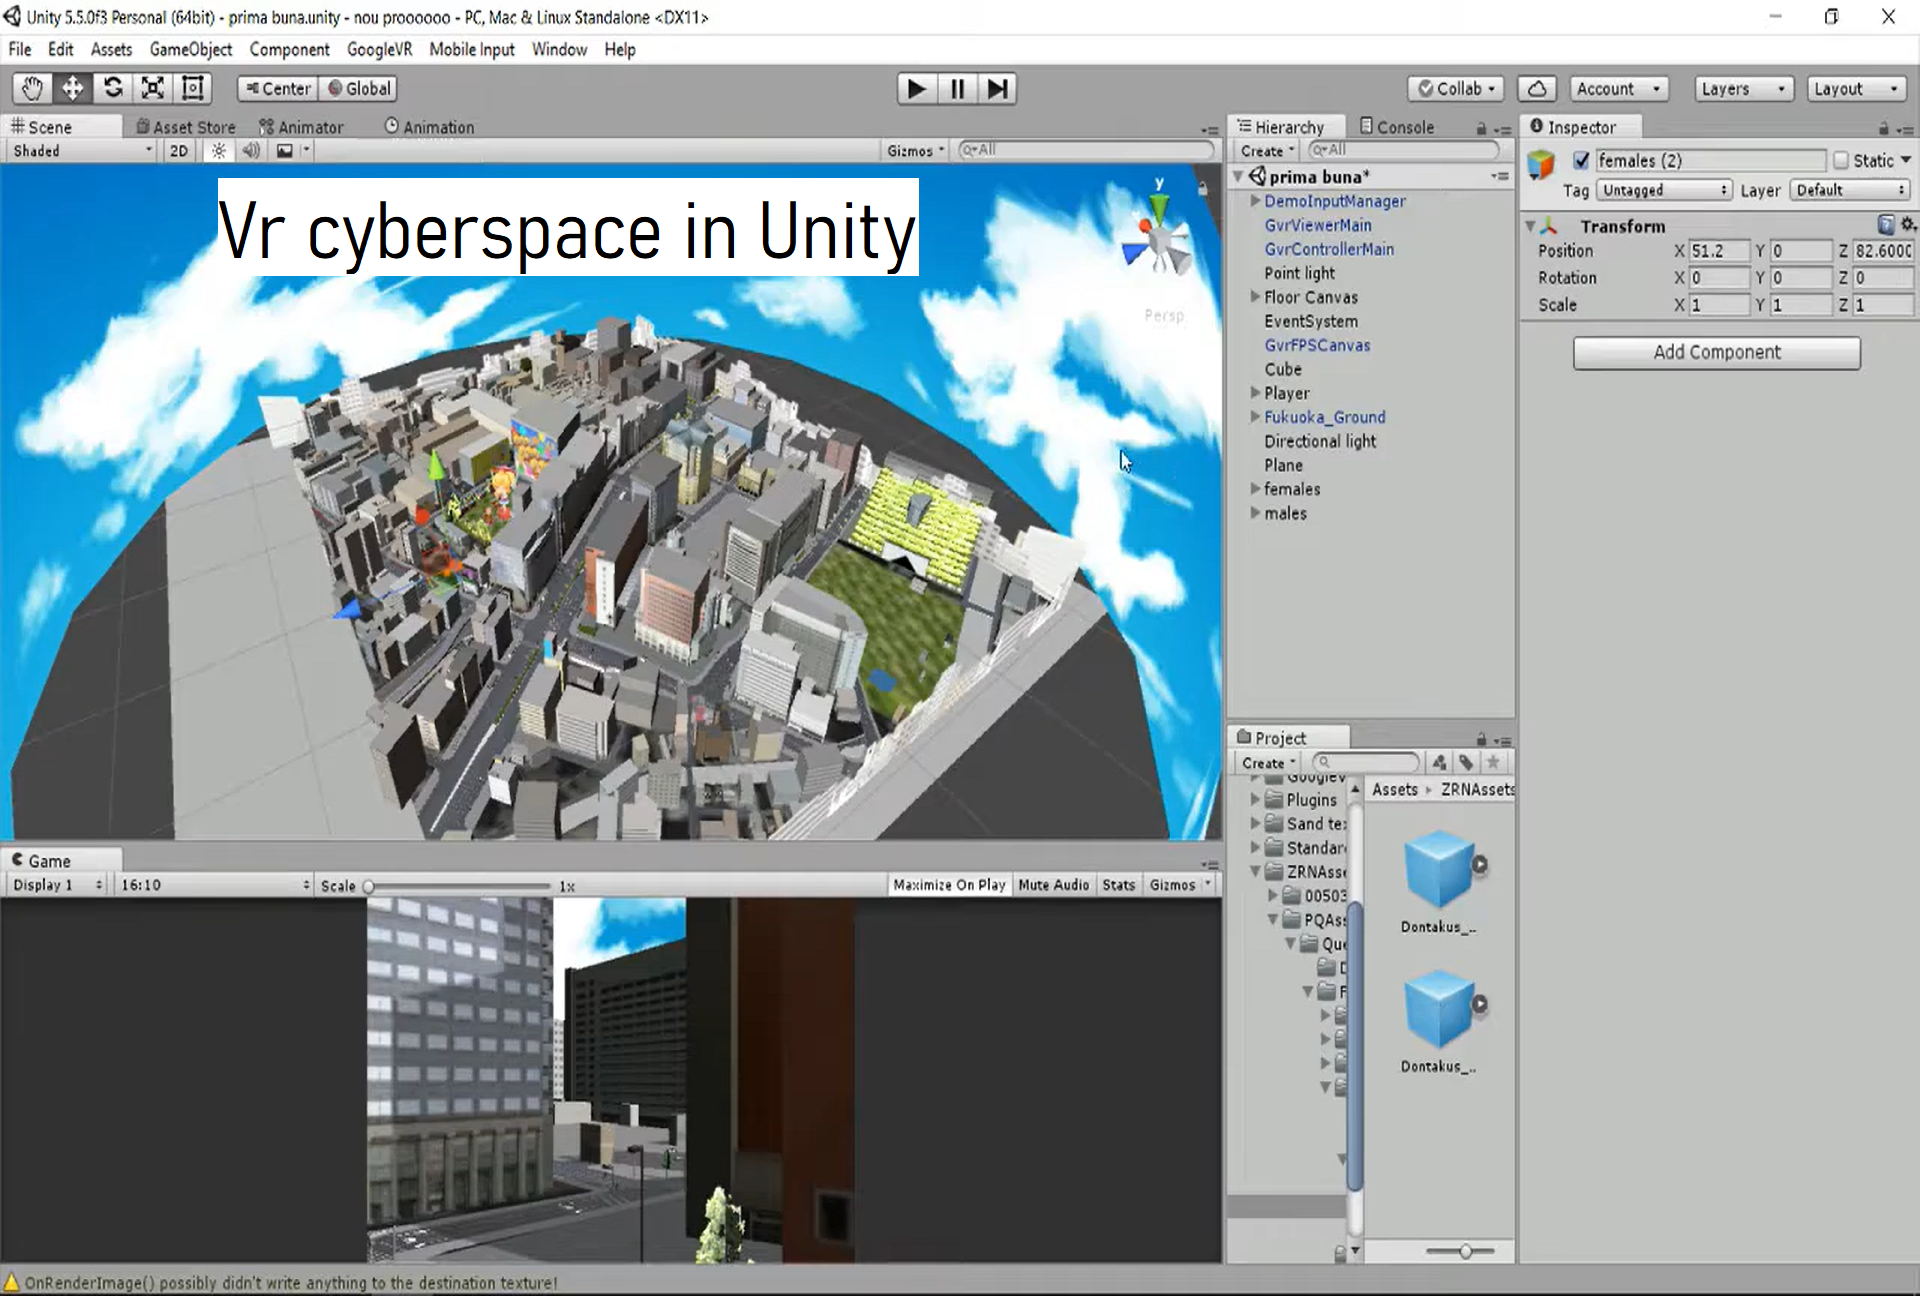 Unity 5.5.0f3 Personal (64bit) - prima buna.unity - nou proooooo - PC, Mac & Linux Standalone <DX11>
File Edit Assets GameObject Component GoogleVR Mobile Input Window Help
Center Global Collab Account Layers Layout
Scene Asset Store Animator Animation
Shaded 2D Gizmos All
Vr cyberspace in Unity
y
Persp
Hierarchy Console
Create All
prima buna*
DemoInputManager
GvrViewerMain
GvrControllerMain
Point light
Floor Canvas
EventSystem
GvrFPSCanvas
Cube
Player
Fukuoka_Ground
Directional light
Plane
females
males
Inspector
females (2) Static
Tag Untagged Layer Default
Transform
Position X 51.2 Y 0 Z 82.600
Rotation X 0 Y 0 Z 0
Scale X 1 Y 1 Z 1
Add Component
Project
Create
Assets ZRNAssets
Plugins
Sand te
Standar
ZRNAsse
00503
PQAss
Que
Dontakus_..
Dontakus_..
Game
Display 1 16:10 Scale 1x Maximize On Play Mute Audio Stats Gizmos
OnRenderImage() possibly didn't write anything to the destination texture!